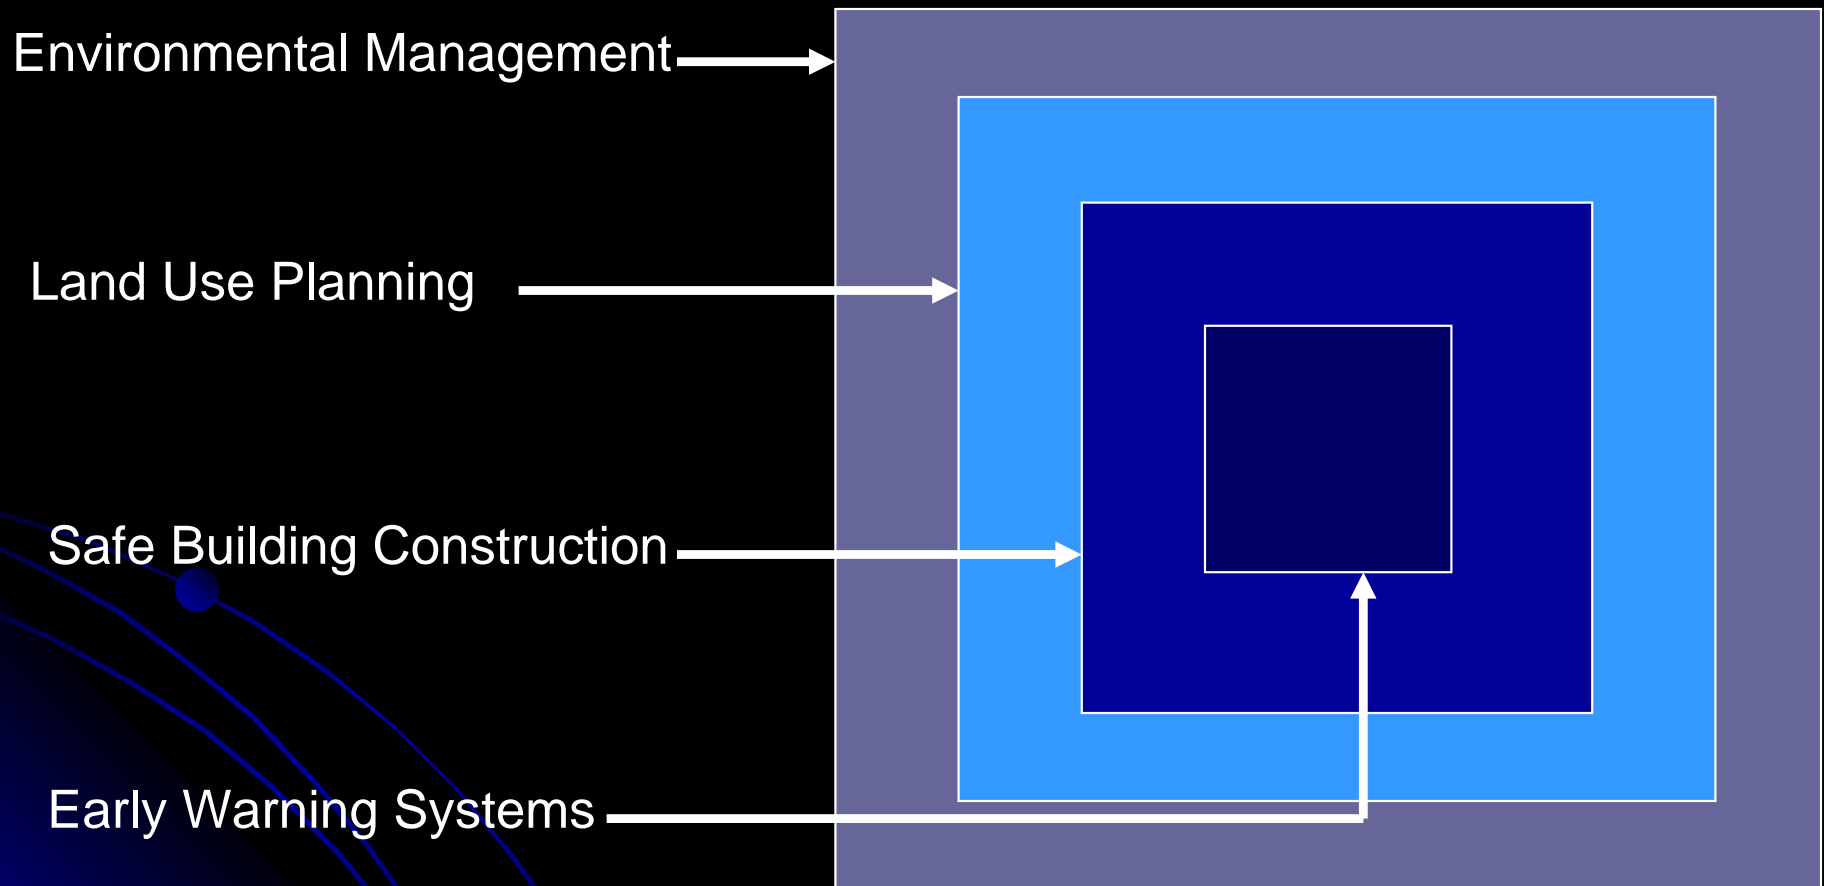 Environmental Management
Land Use Planning
Safe Building Construction
Early Warning Systems